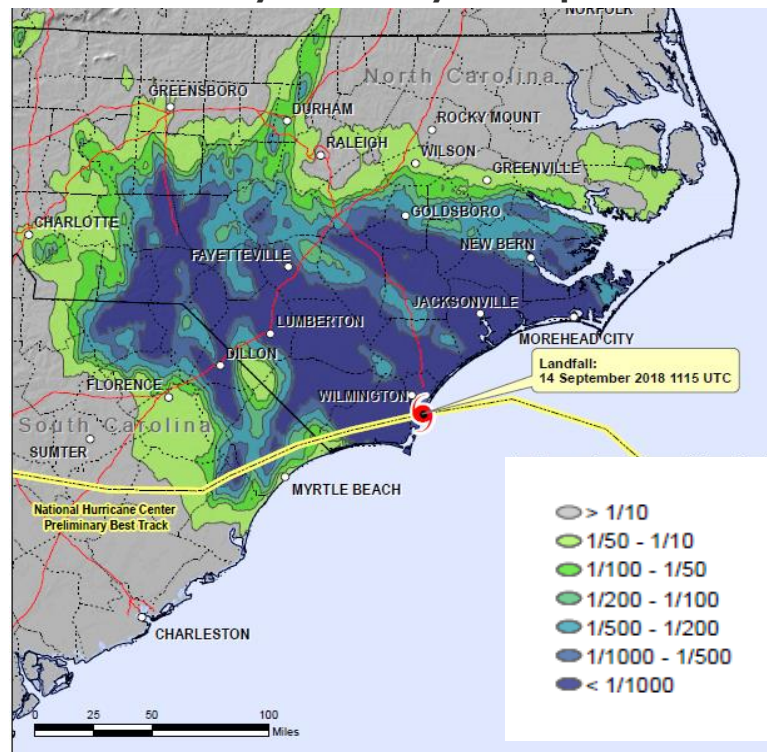 NORFOLK
North Carolina
GREENSBORO
DURHAM
ROCKY MOUNT
RALEIGH
WILSON
GREENVILLE
CHARLOTTE
GOLDSBORO
FAYETTEVILLE
NEW BERN
JACKSONVILLE
LUMBERTON
MOREHEAD CITY
DILLON
Landfall:
14 September 2018 1115 UTC
FLORENCE
WILMINGTON
South Carolina
SUMTER
MYRTLE BEACH
National Hurricane Center
Preliminary Best Track
> 1/10
1/50 - 1/10
1/100 - 1/50
1/200 - 1/100
1/500 - 1/200
1/1000 - 1/500
< 1/1000
CHARLESTON
0 25 50 100
Miles